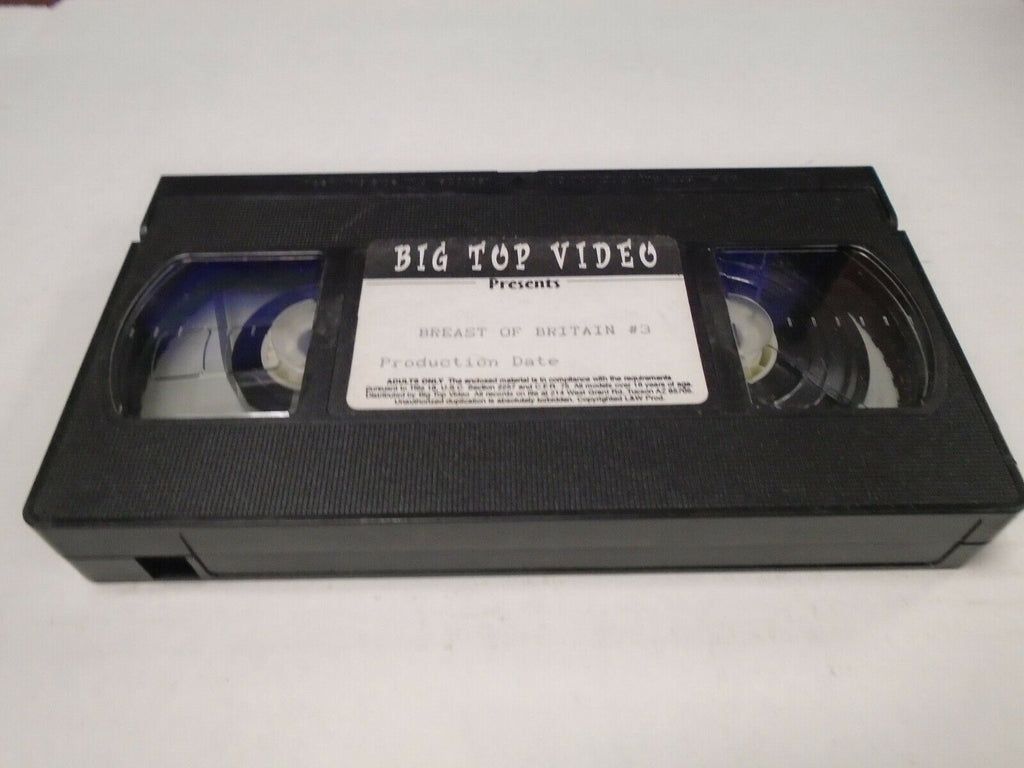 BIG TOP VIDEO
Presents
BREAST OF BRITAIN #3
Production Date
ADULTS ONLY The enclosed material is in compliance with the requirements
pursuant to Title 18 U.S.C. Section 2257 and C.F.R. 75. All models over 18 years of age.
Distributed by Big Top Video. All records on file at 214 West Grant Rd, Tucson AZ 85705.
Unauthorized duplication is absolutely forbidden. Copyrighted L&W Prod.